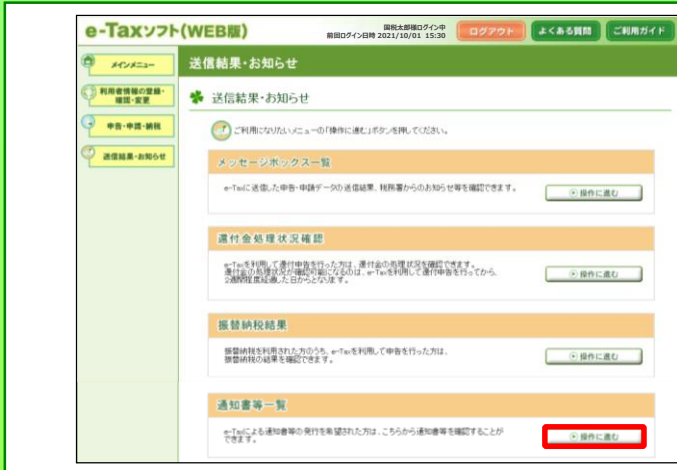 e-Taxソフト(WEB版)
国税太郎様ログイン中
前回ログイン日時 2021/10/01 15:30
ログアウト
よくある質問
ご利用ガイド
メインメニュー
利用者情報の登録・
確認・変更
申告・申請・納税
送信結果・お知らせ
送信結果・お知らせ
送信結果・お知らせ
ご利用になりたいメニューの「操作に進む」ボタンを押してください。
メッセージボックス一覧
e-Taxに送信した申告・申請データの送信結果、税務署からのお知らせ等を確認できます。
操作に進む
還付金処理状況確認
e-Taxを利用して還付申告を行った方は、還付金の処理状況を確認できます。
還付金の処理状況が確認可能になるのは、e-Taxを利用して還付申告を行ってから、
2週間程度経過した日からとなります。
操作に進む
振替納税結果
振替納税を利用された方のうち、e-Taxを利用して申告を行った方は、
振替納税の結果を確認できます。
操作に進む
通知書等一覧
e-Taxによる通知書等の発行を希望された方は、こちらから通知書等を確認することが
できます。
操作に進む